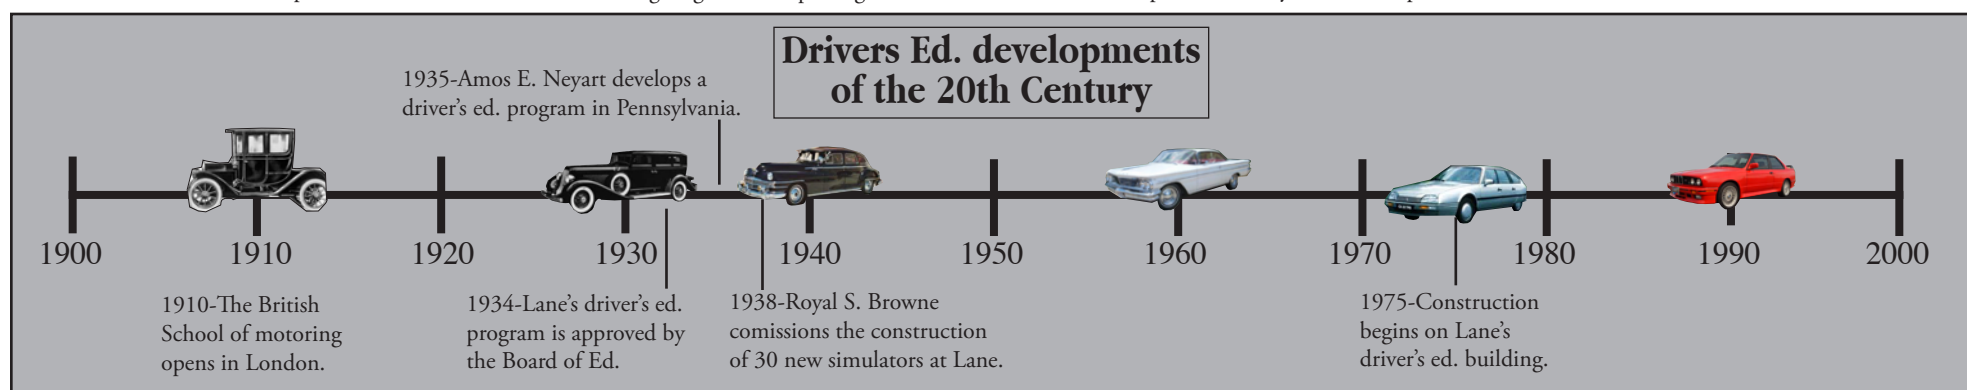 Drivers Ed. developments
of the 20th Century
1935-Amos E. Neyart develops a
driver's ed. program in Pennsylvania.
1900
1910
1920
1930
1940
1950
1960
1970
1980
1990
2000
1910-The British
School of motoring
opens in London.
1934-Lane's driver's ed.
program is approved by
the Board of Ed.
1938-Royal S. Browne
comissions the construction
of 30 new simulators at Lane.
1975-Construction
begins on Lane's
driver's ed. building.